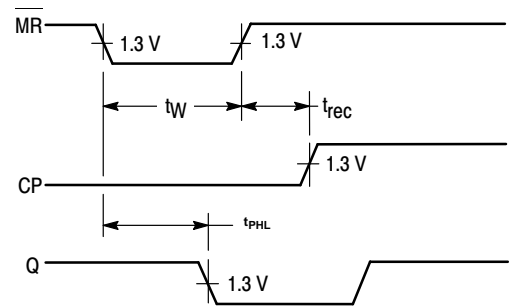 MR
1.3 V
1.3 V
tW
trec
CP
1.3 V
tPHL
Q
1.3 V